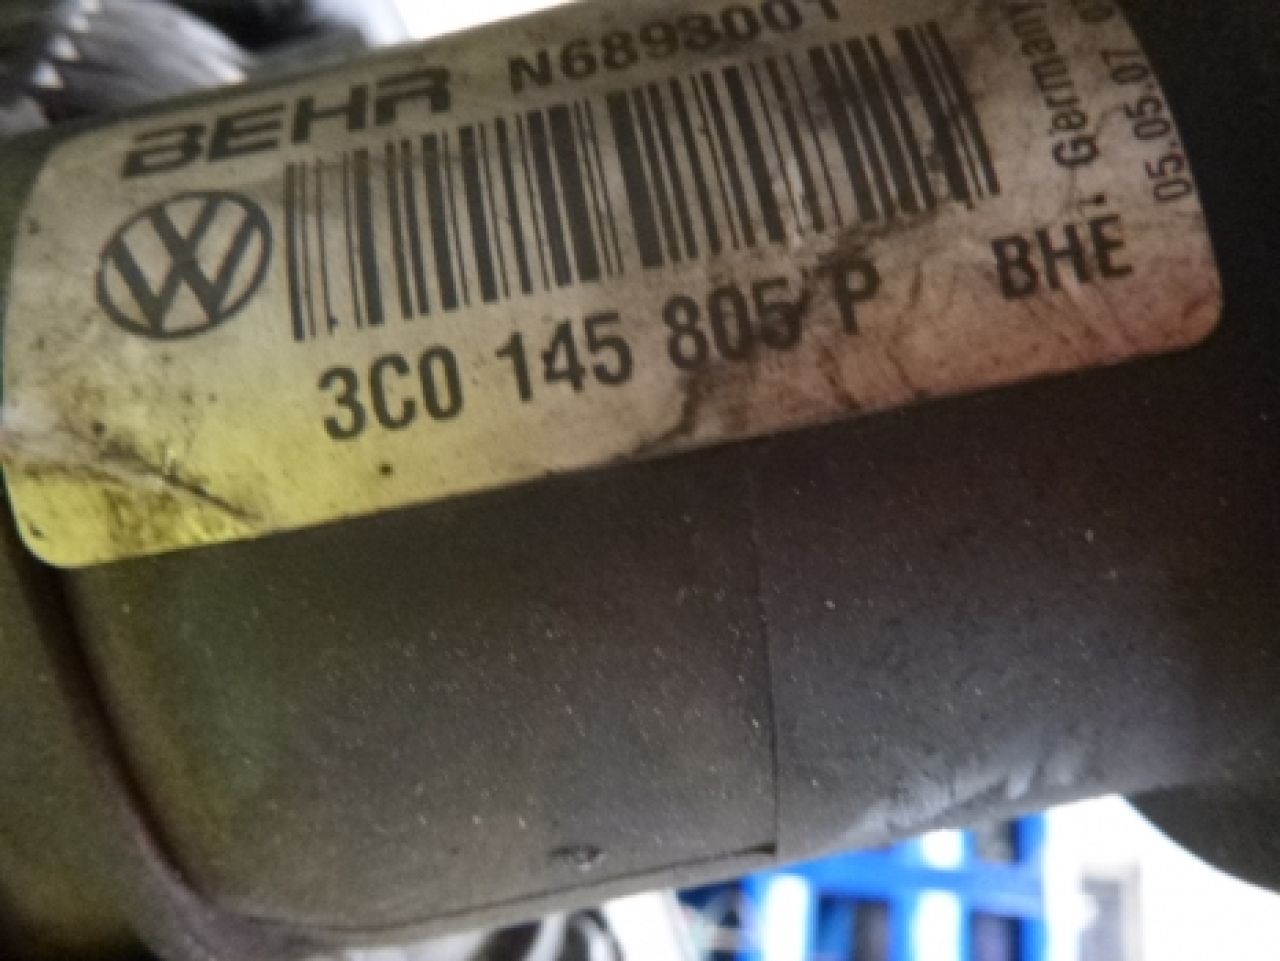 BEHR N6893001
3C0 145 805 P BHE
Germany
05.05.07